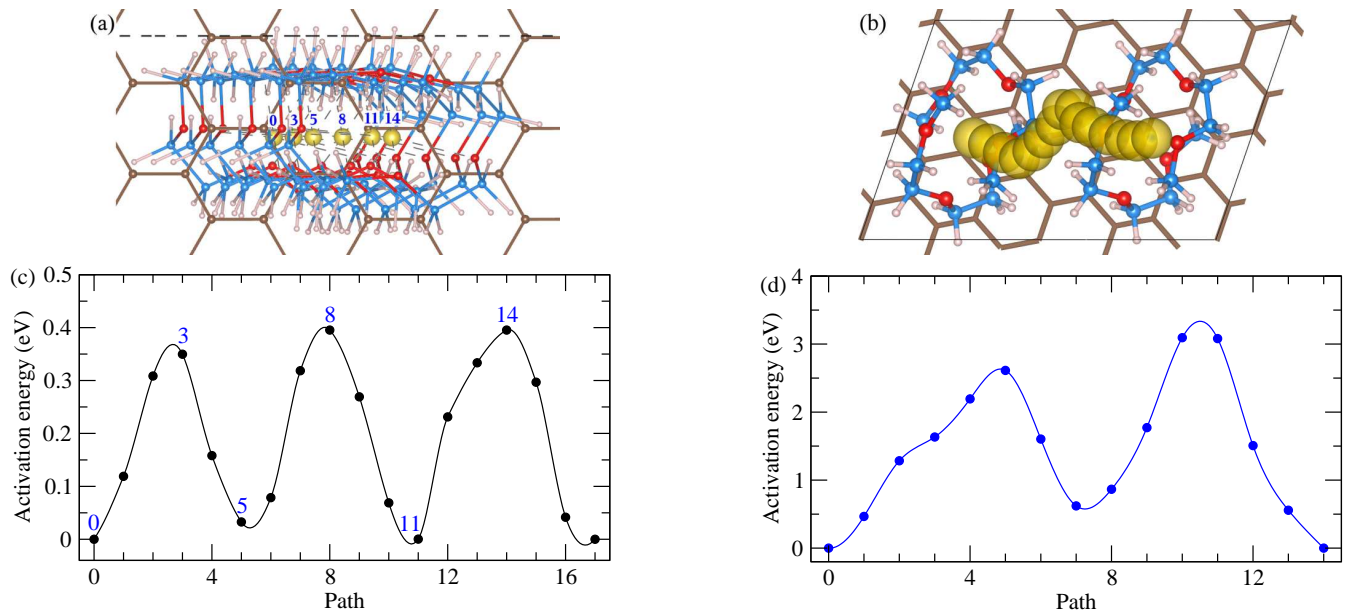 (a)
0 3 5 8 11 14
(b)
(c)
Activation energy (eV)
0.5
0.4
0.3
0.2
0.1
0
0 3 5 8 11 14
0 4 8 12 16
Path
(d)
Activation energy (eV)
4
3
2
1
0
0 4 8 12
Path